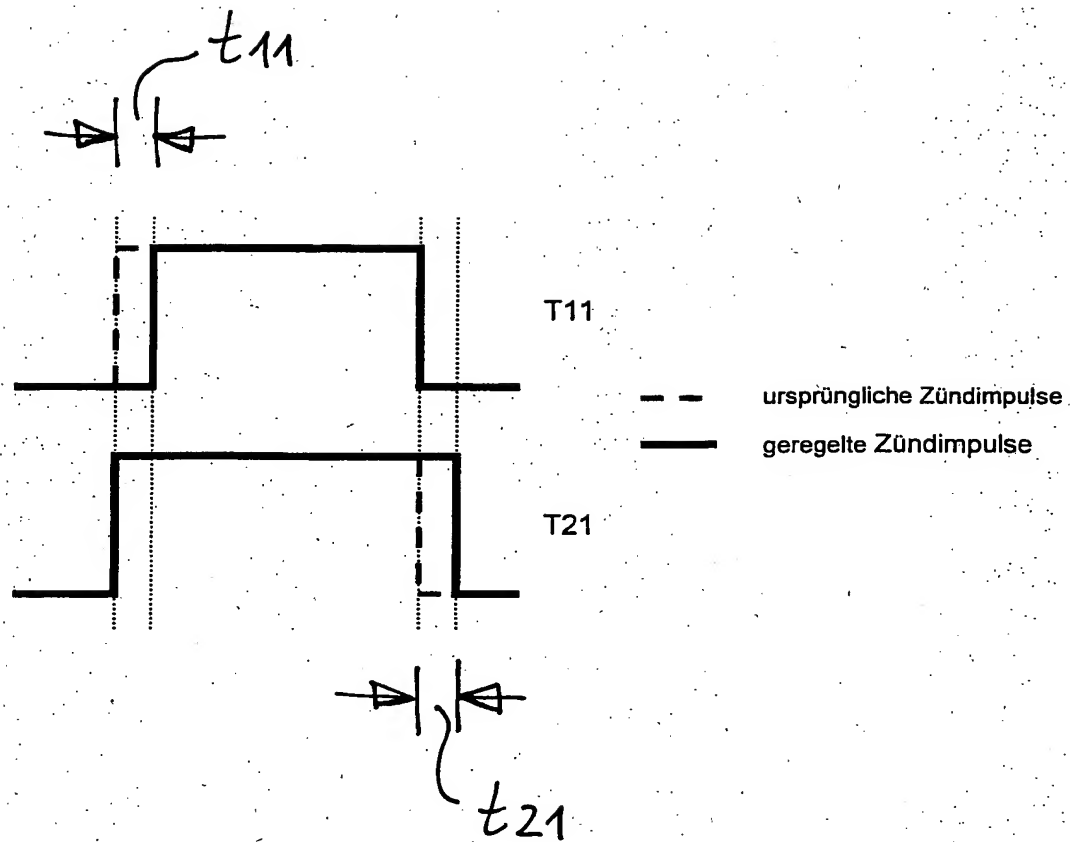 t11
T11
ursprüngliche Zündimpulse
geregelte Zündimpulse
T21
t21